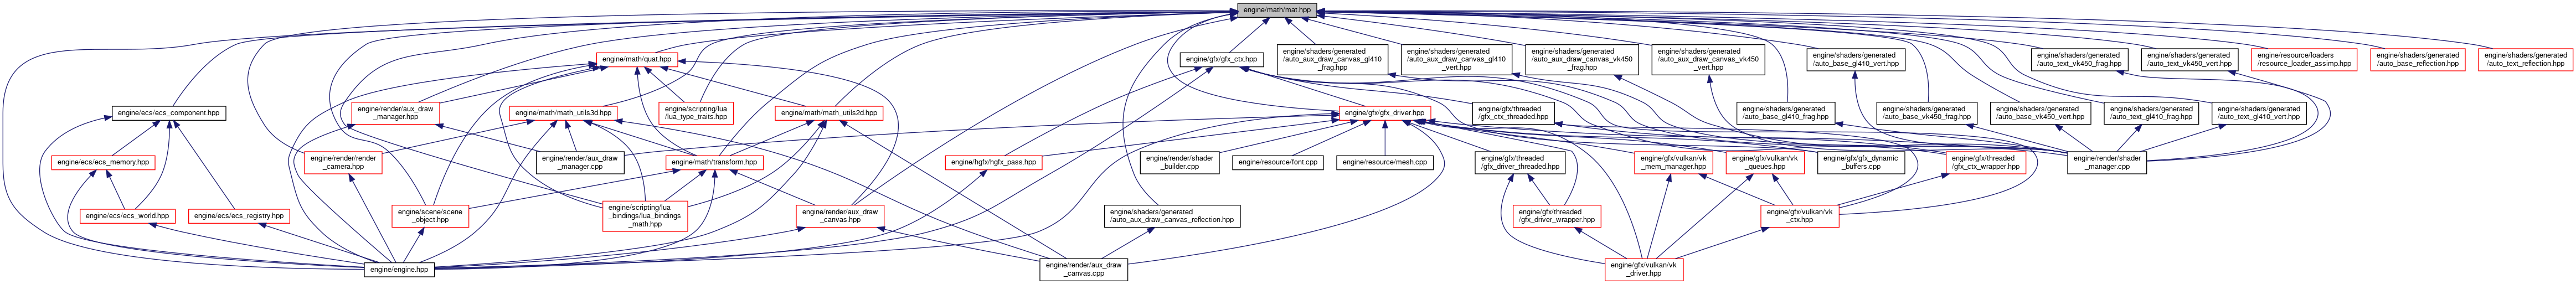 engine/math/mat.hpp
engine/math/quat.hpp
engine/gfx/gfx_ctx.hpp
engine/shaders/generated
/auto_aux_draw_canvas_gl410
_frag.hpp
engine/shaders/generated
/auto_aux_draw_canvas_gl410
_vert.hpp
engine/shaders/generated
/auto_aux_draw_canvas_vk450
_frag.hpp
engine/shaders/generated
/auto_aux_draw_canvas_vk450
_vert.hpp
engine/shaders/generated
/auto_base_gl410_vert.hpp
engine/shaders/generated
/auto_text_vk450_frag.hpp
engine/shaders/generated
/auto_text_vk450_vert.hpp
engine/resource/loaders
/resource_loader_assimp.hpp
engine/shaders/generated
/auto_base_reflection.hpp
engine/shaders/generated
/auto_text_reflection.hpp
engine/ecs/ecs_component.hpp
engine/render/aux_draw
_manager.hpp
engine/math/math_utils3d.hpp
engine/scripting/lua
/lua_type_traits.hpp
engine/math/math_utils2d.hpp
engine/gfx/gfx_driver.hpp
engine/gfx/threaded
/gfx_ctx_threaded.hpp
engine/shaders/generated
/auto_base_gl410_frag.hpp
engine/shaders/generated
/auto_base_vk450_frag.hpp
engine/shaders/generated
/auto_base_vk450_vert.hpp
engine/shaders/generated
/auto_text_gl410_frag.hpp
engine/shaders/generated
/auto_text_gl410_vert.hpp
engine/ecs/ecs_memory.hpp
engine/render/render
_camera.hpp
engine/render/aux_draw
_manager.cpp
engine/math/transform.hpp
engine/hgfx/hgfx_pass.hpp
engine/render/shader
_builder.cpp
engine/resource/font.cpp
engine/resource/mesh.cpp
engine/gfx/threaded
/gfx_driver_threaded.hpp
engine/gfx/vulkan/vk
_mem_manager.hpp
engine/gfx/vulkan/vk
_queues.hpp
engine/gfx/gfx_dynamic
_buffers.cpp
engine/gfx/threaded
/gfx_ctx_wrapper.hpp
engine/render/shader
_manager.cpp
engine/ecs/ecs_world.hpp
engine/ecs/ecs_registry.hpp
engine/scene/scene
_object.hpp
engine/scripting/lua
_bindings/lua_bindings
_math.hpp
engine/render/aux_draw
_canvas.hpp
engine/shaders/generated
/auto_aux_draw_canvas_reflection.hpp
engine/gfx/threaded
/gfx_driver_wrapper.hpp
engine/gfx/vulkan/vk
_ctx.hpp
engine/engine.hpp
engine/render/aux_draw
_canvas.cpp
engine/gfx/vulkan/vk
_driver.hpp